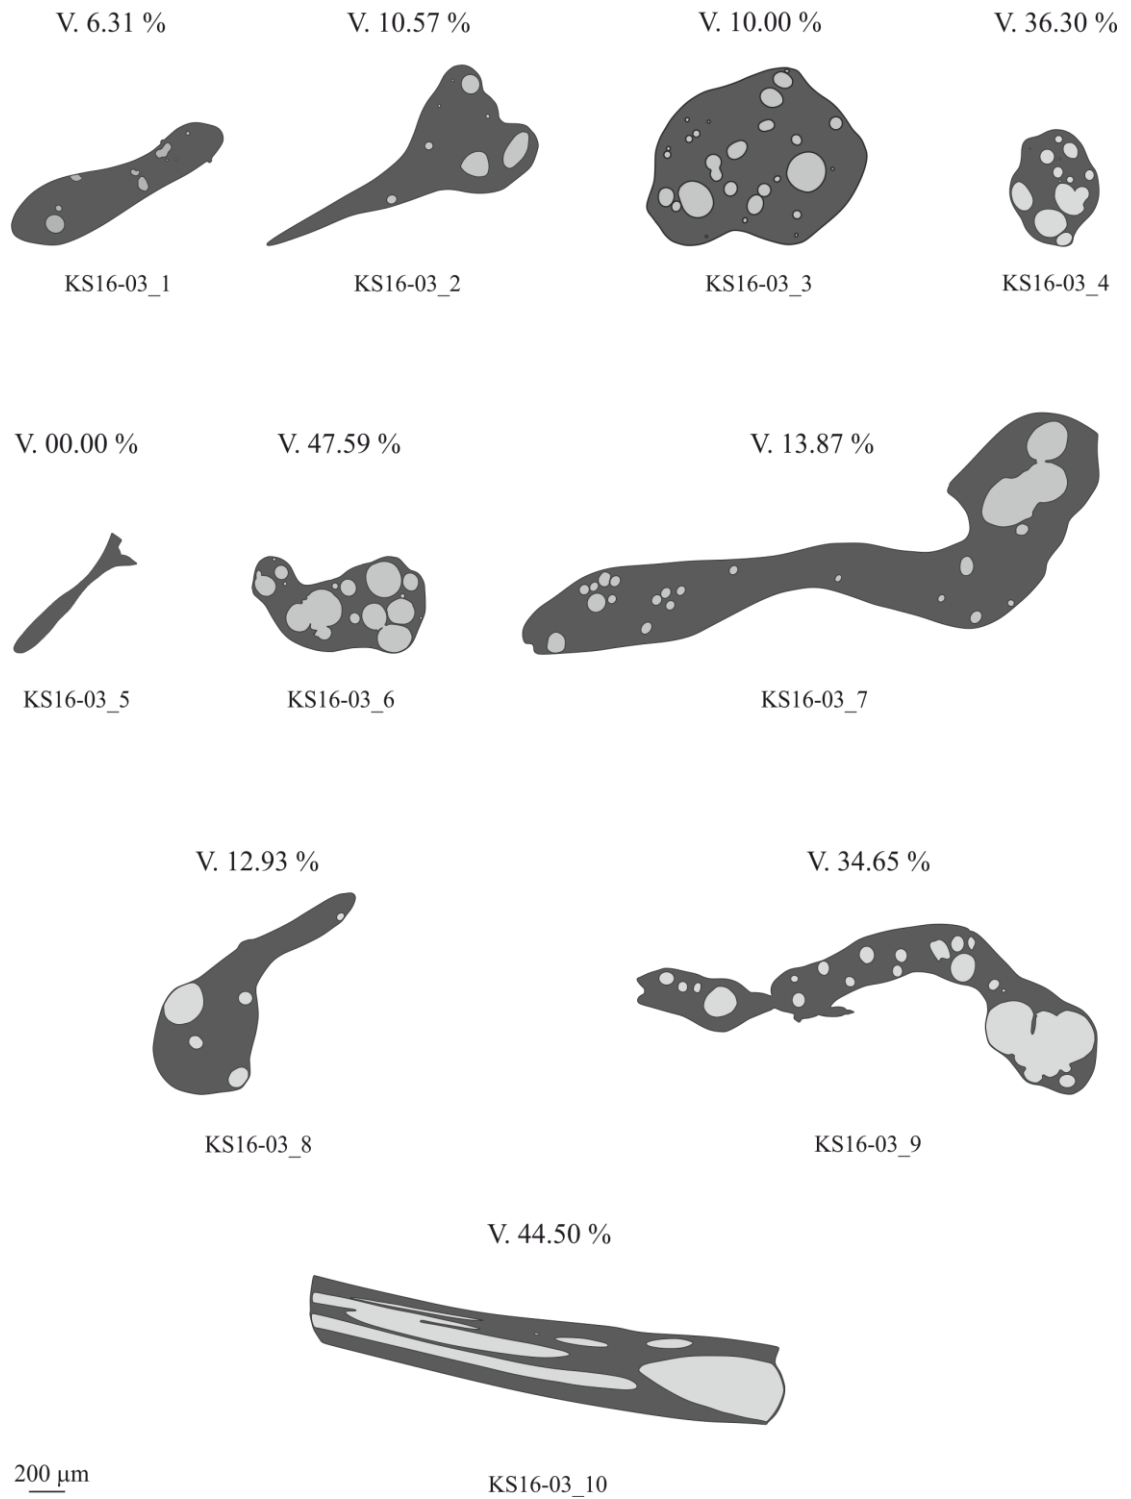 V. 6.31 %
V. 10.57 %
V. 10.00 %
V. 36.30 %
KS16-03_1
KS16-03_2
KS16-03_3
KS16-03_4
V. 00.00 %
V. 47.59 %
V. 13.87 %
KS16-03_5
KS16-03_6
KS16-03_7
V. 12.93 %
V. 34.65 %
KS16-03_8
KS16-03_9
V. 44.50 %
200 µm
KS16-03_10